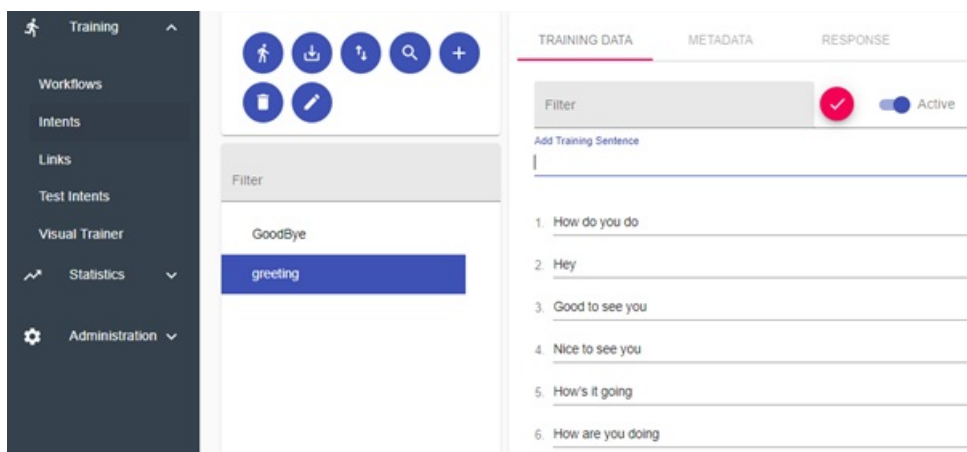 Training
Workflows
Intents
Links
Test Intents
Visual Trainer
Statistics
Administration
Filter
GoodBye
greeting
TRAINING DATA METADATA RESPONSE
Filter
Active
Add Training Sentence
1. How do you do
2. Hey
3. Good to see you
4. Nice to see you
5. How's it going
6. How are you doing